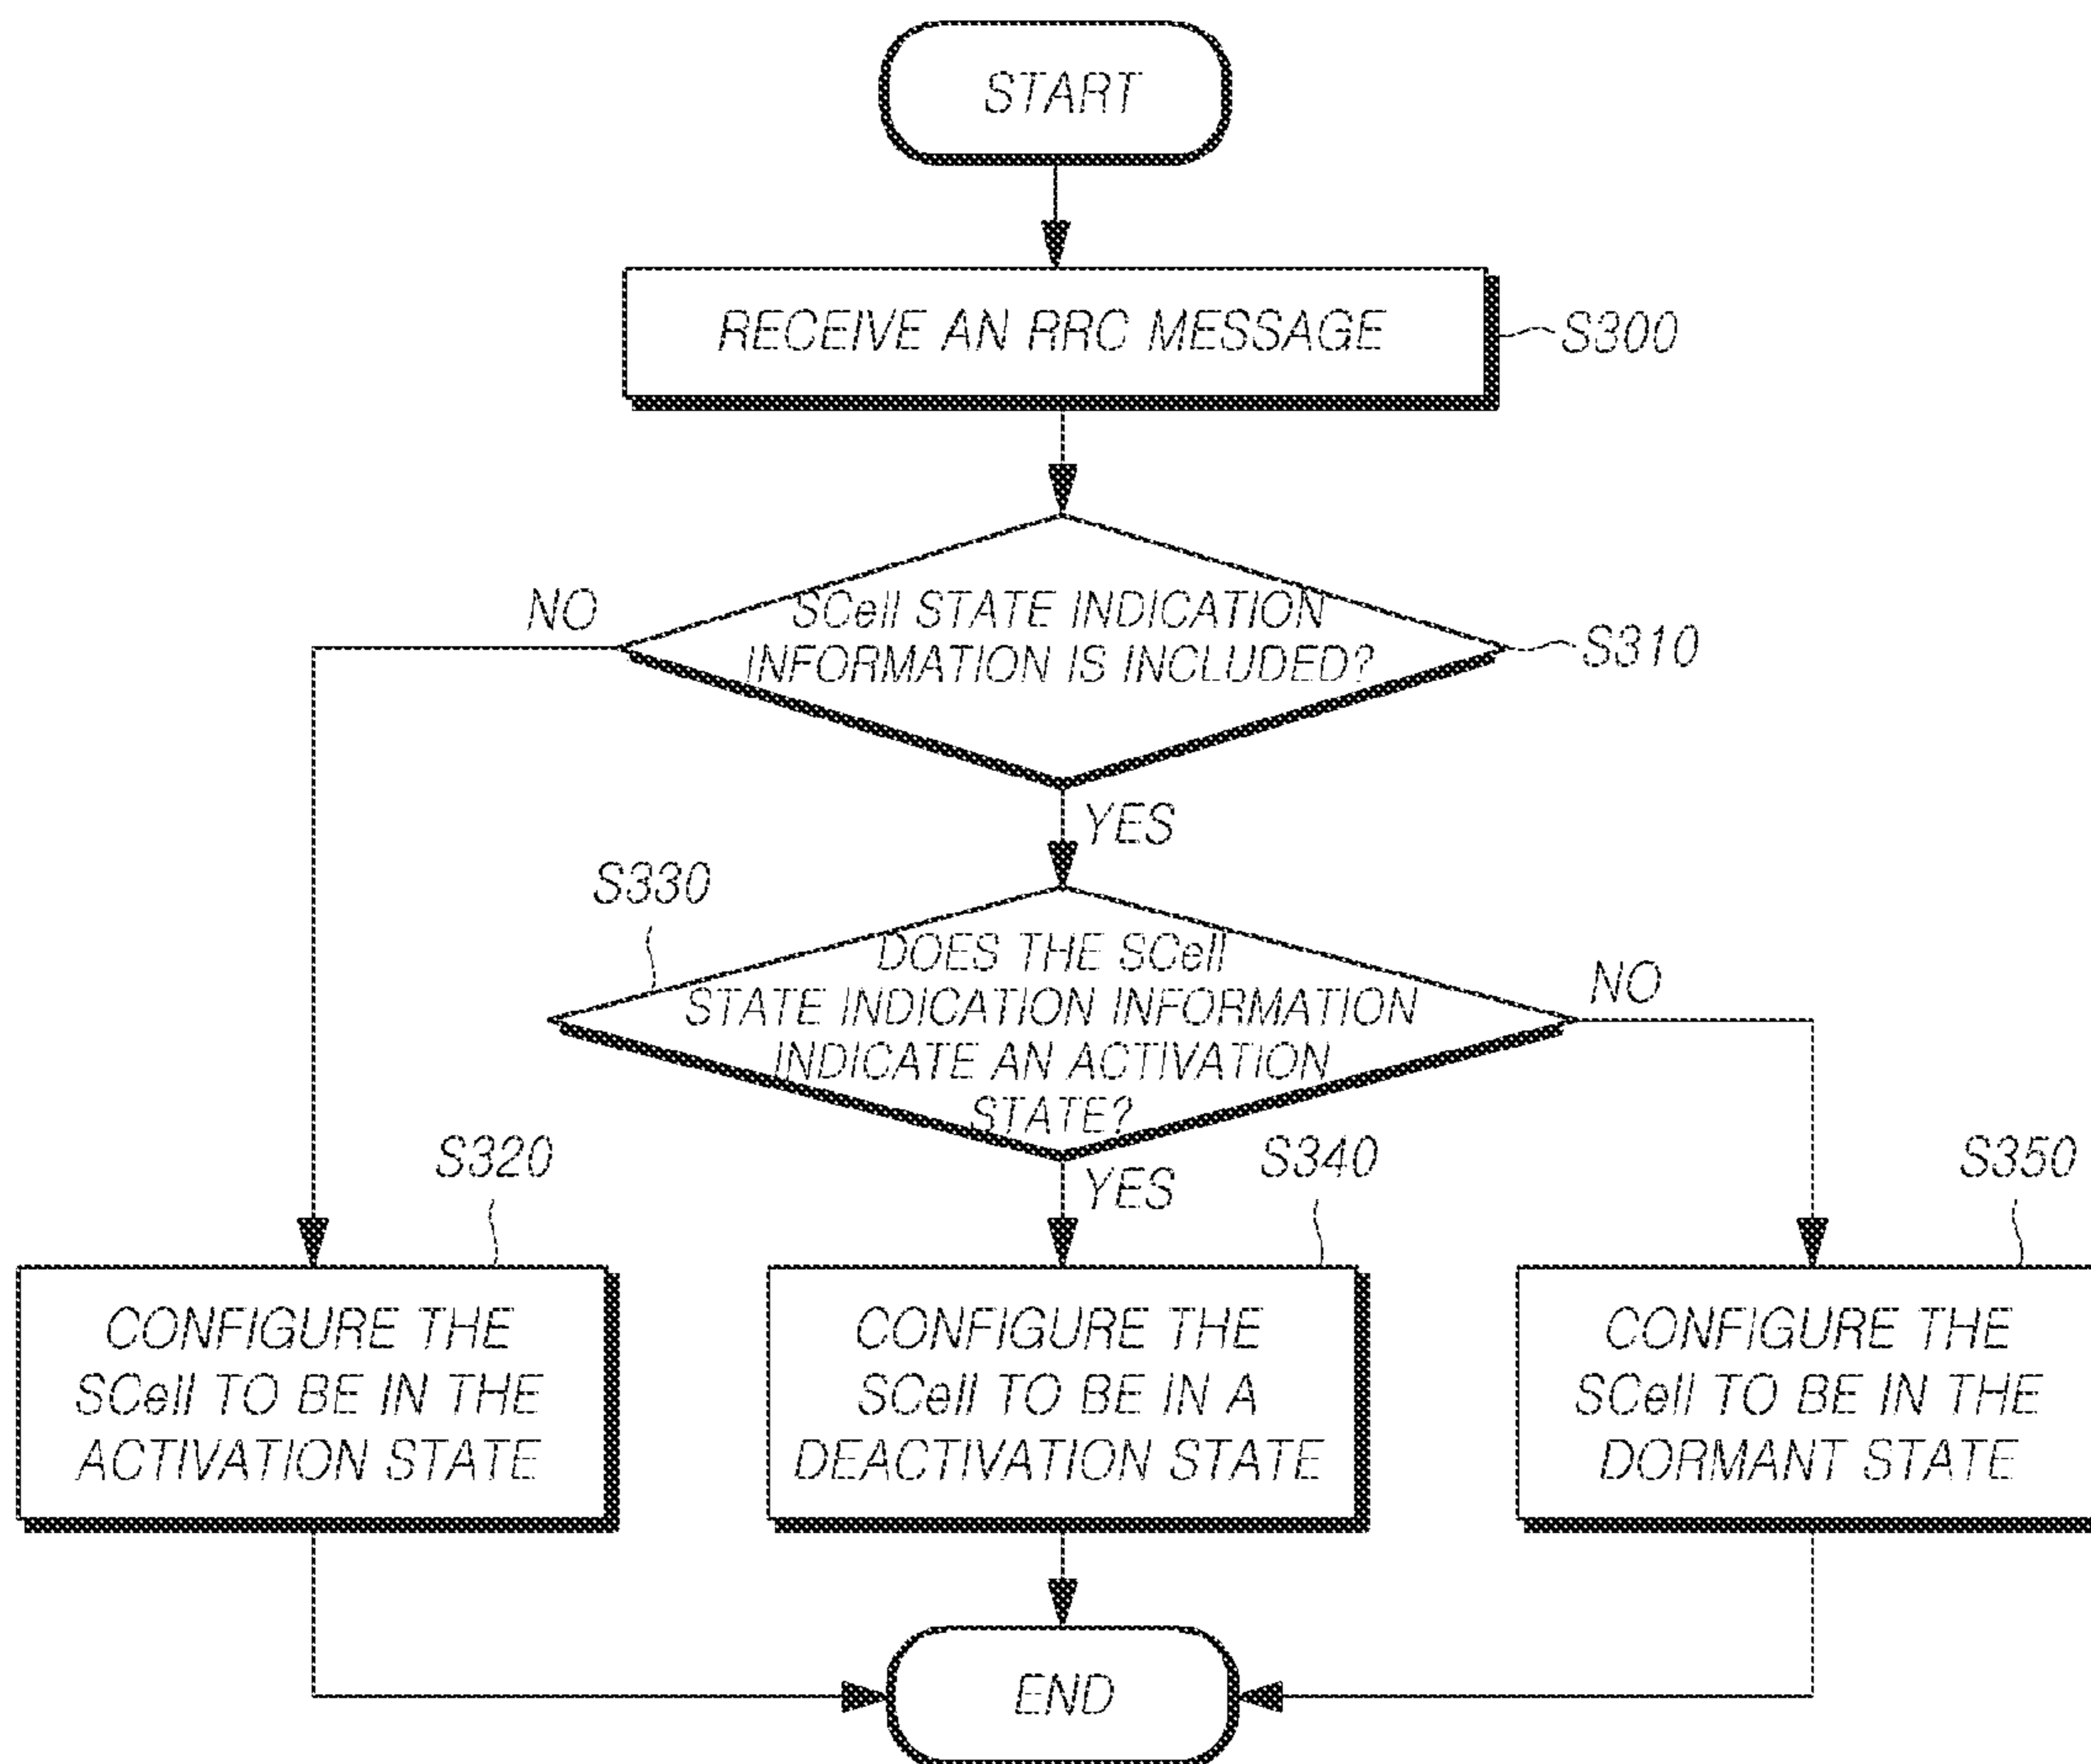 START
RECEIVE AN RRC MESSAGE
S300
NO
SCell STATE INDICATION
INFORMATION IS INCLUDED?
S310
YES
S330
DOES THE SCell
STATE INDICATION INFORMATION
INDICATE AN ACTIVATION
STATE?
NO
YES
S320
CONFIGURE THE
SCell TO BE IN THE
ACTIVATION STATE
S340
CONFIGURE THE
SCell TO BE IN A
DEACTIVATION STATE
S350
CONFIGURE THE
SCell TO BE IN THE
DORMANT STATE
END